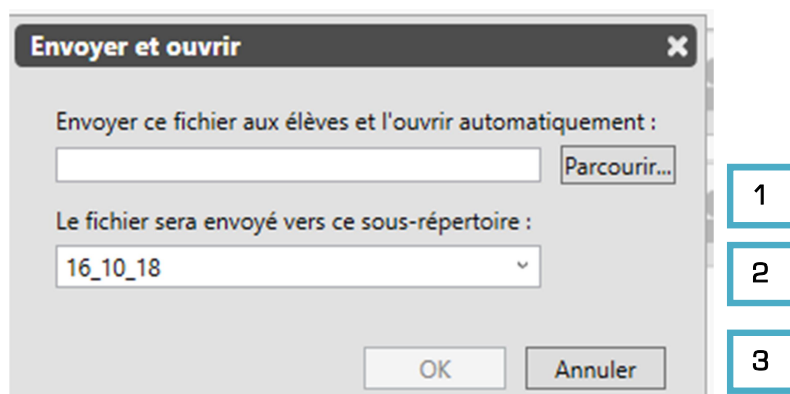 Envoyer et ouvrir
Envoyer ce fichier aux élèves et l'ouvrir automatiquement :
Parcourir...
1
Le fichier sera envoyé vers ce sous-répertoire :
16_10_18
2
OK
Annuler
3